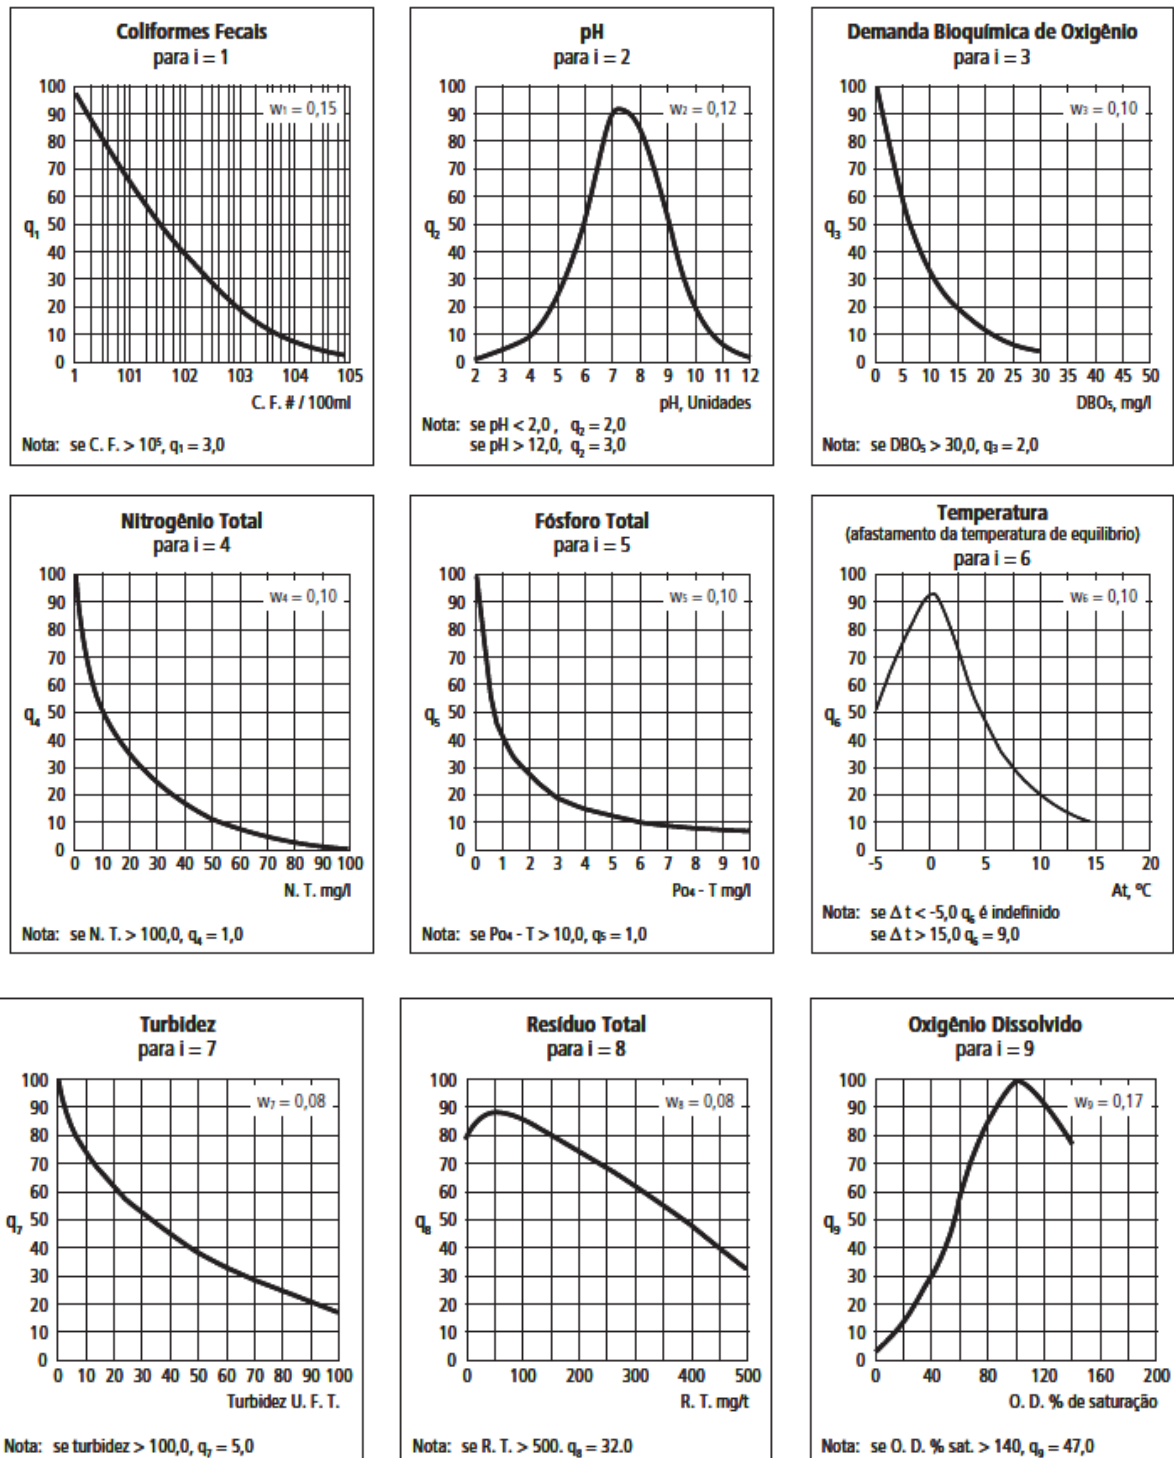 Coliformes Fecais
para i = 1
100
90
80
70
60
50
40
30
20
10
0
q₁
w₁ = 0,15
1 101 102 103 104 105
C. F. # / 100ml
Nota: se C. F. > 10⁵, q₁ = 3,0
pH
para i = 2
100
90
80
70
60
50
40
30
20
10
0
q₂
w₂ = 0,12
2 3 4 5 6 7 8 9 10 11 12
pH, Unidades
Nota: se pH < 2,0 , q₂ = 2,0
se pH > 12,0, q₂ = 3,0
Demanda Bioquímica de Oxigênio
para i = 3
100
90
80
70
60
50
40
30
20
10
0
q₃
w₃ = 0,10
0 5 10 15 20 25 30 35 40 45 50
DBO₅, mg/l
Nota: se DBO₅ > 30,0, q₃ = 2,0
Nitrogênio Total
para i = 4
100
90
80
70
60
50
40
30
20
10
0
q₄
w₄ = 0,10
0 10 20 30 40 50 60 70 80 90 100
N. T. mg/l
Nota: se N. T. > 100,0, q₄ = 1,0
Fósforo Total
para i = 5
100
90
80
70
60
50
40
30
20
10
0
q₅
w₅ = 0,10
0 1 2 3 4 5 6 7 8 9 10
Po₄ - T mg/l
Nota: se Po₄ - T > 10,0, q₅ = 1,0
Temperatura
(afastamento da temperatura de equilíbrio)
para i = 6
100
90
80
70
60
50
40
30
20
10
0
q₆
w₆ = 0,10
-5 0 5 10 15 20
At, ºC
Nota: se Δ t < -5,0 q₆ é indefinido
se Δ t > 15,0 q₆ = 9,0
Turbidez
para i = 7
100
90
80
70
60
50
40
30
20
10
0
q₇
w₇ = 0,08
0 10 20 30 40 50 60 70 80 90 100
Turbidez U. F. T.
Nota: se turbidez > 100,0, q₇ = 5,0
Resíduo Total
para i = 8
100
90
80
70
60
50
40
30
20
10
0
q₈
w₈ = 0,08
0 100 200 300 400 500
R. T. mg/t
Nota: se R. T. > 500. q₈ = 32.0
Oxigênio Dissolvido
para i = 9
100
90
80
70
60
50
40
30
20
10
0
q₉
w₉ = 0,17
0 40 80 120 160 200
O. D. % de saturação
Nota: se O. D. % sat. > 140, q₉ = 47,0